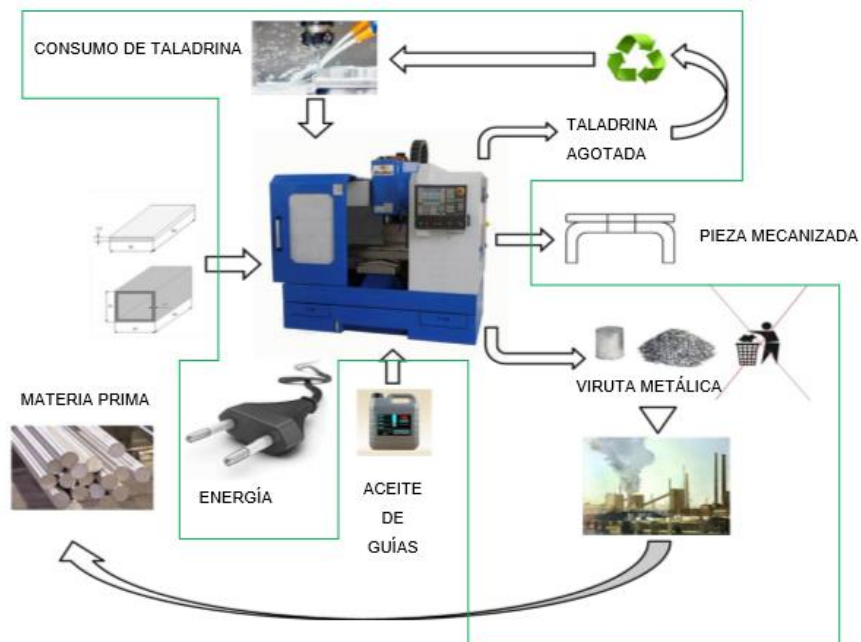 CONSUMO DE TALADRINA
TALADRINA
AGOTADA
PIEZA MECANIZADA
VIRUTA METÁLICA
MATERIA PRIMA
ENERGÍA
ACEITE
DE
GUÍAS